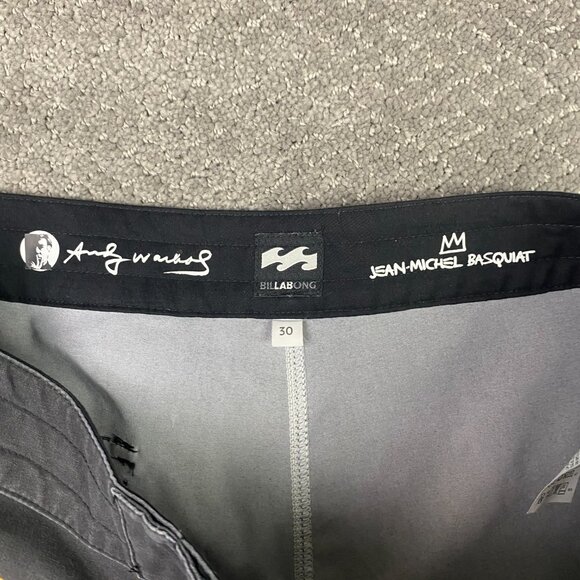 Andy Warhol
BILLABONG
JEAN-MICHEL BASQUIAT
30